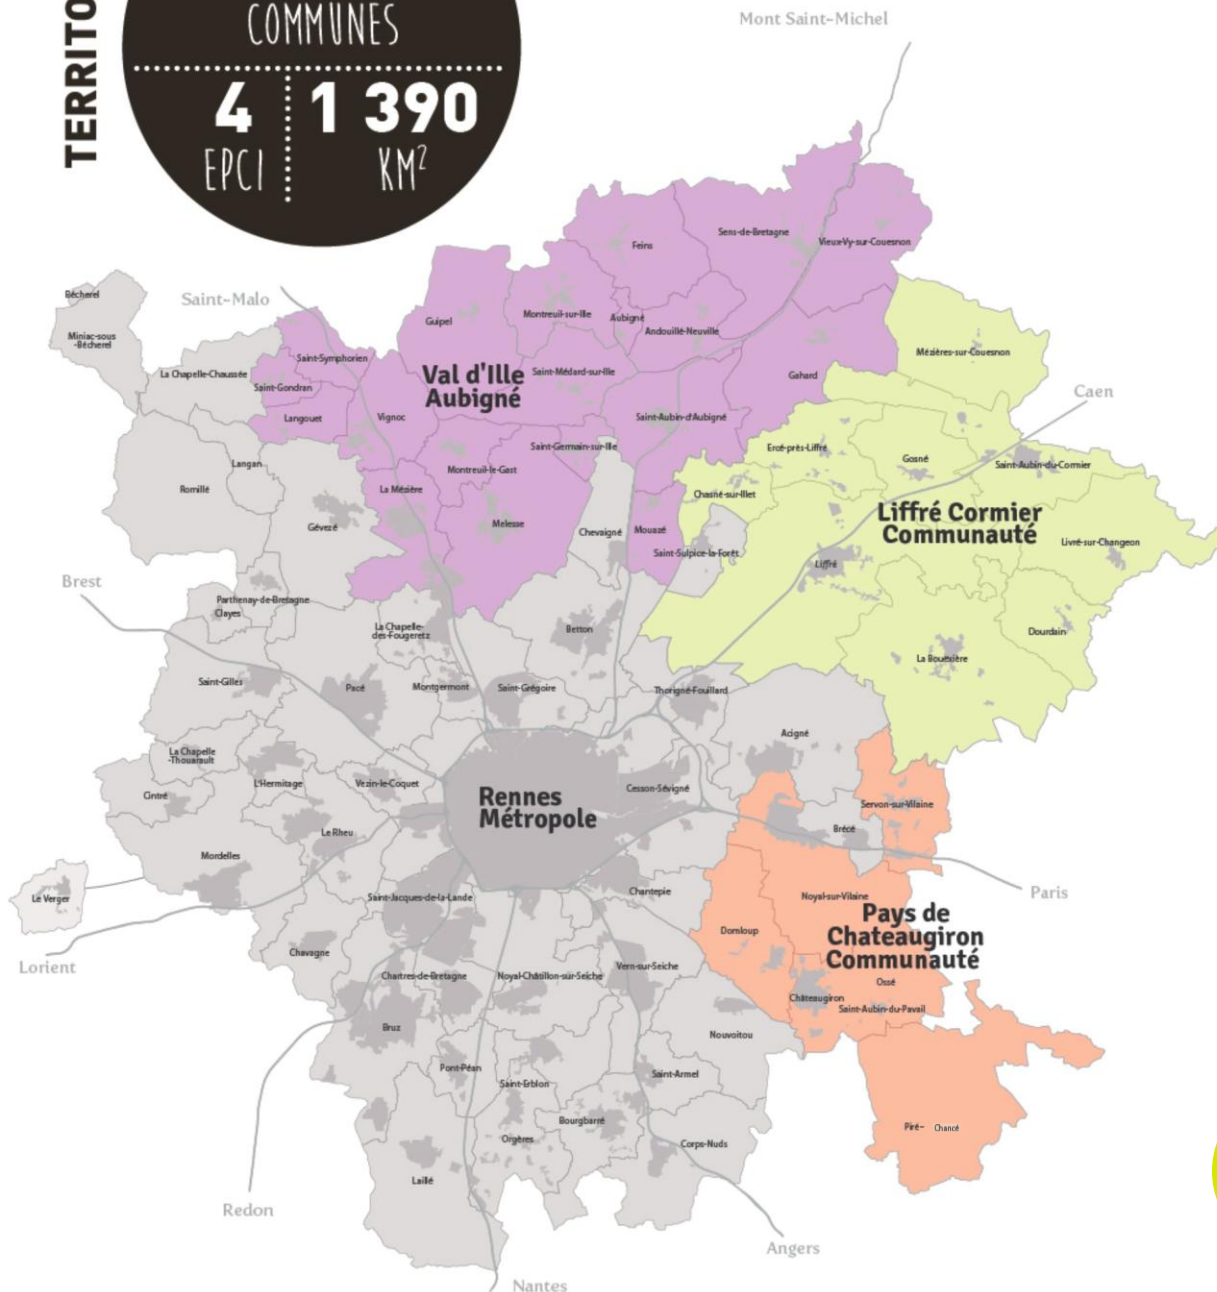 TERRITO
COMMUNES
4
EPCI
1 390
KM²
Mont Saint-Michel
Saint-Malo
Caen
Brest
Paris
Lorient
Redon
Nantes
Angers
Val d'Ille
Aubigné
Feins
Sens-de-Bretagne
Vieux-Vy-sur-Couesnon
Guipel
Montreuil-sur-Ille
Aubigné
Andouillé-Neuville
Saint-Symphorien
Saint-Gondran
Langouet
Vignoc
Saint-Médard-sur-Ille
Gahard
Saint-Aubin-d'Aubigné
Saint-Germain-sur-Ille
Montreuil-le-Gast
La Mézière
Melesse
Mouazé
Liffré Cormier
Communauté
Mézières-sur-Couesnon
Ercé-près-Liffré
Gosné
Saint-Aubin-du-Cormier
Chasné-sur-Illet
Livré-sur-Changeon
Liffré
Dourdain
La Bouëxière
Rennes
Métropole
Bécherel
Miniac-sous
-Bécherel
La Chapelle-Chaussée
Langan
Romillé
Gévezé
Chevaigné
Saint-Sulpice-la-Forêt
Parthenay-de-Bretagne
Clayes
La Chapelle-
des-Fougeretz
Betton
Saint-Gilles
Pacé
Montgermont
Saint-Grégoire
Thorigné-Fouillard
Acigné
La Chapelle
-Thouarault
L'Hermitage
Vezin-le-Coquet
Cesson-Sévigné
Cintré
Le Rheu
Brécé
Mordelles
Le Verger
Saint-Jacques-de-la-Lande
Chantepie
Chavagne
Chartres-de-Bretagne
Noyal-Châtillon-sur-Seiche
Vern-sur-Seiche
Bruz
Nouvoitou
Pont-Péan
Saint-Erblon
Saint-Armel
Bourgbarré
Orgères
Corps-Nuds
Laillé
Pays de
Chateaugiron
Communauté
Servon-sur-Vilaine
Noyal-sur-Vilaine
Domloup
Ossé
Châteaugiron
Saint-Aubin-du-Pavail
Piré- Chancé